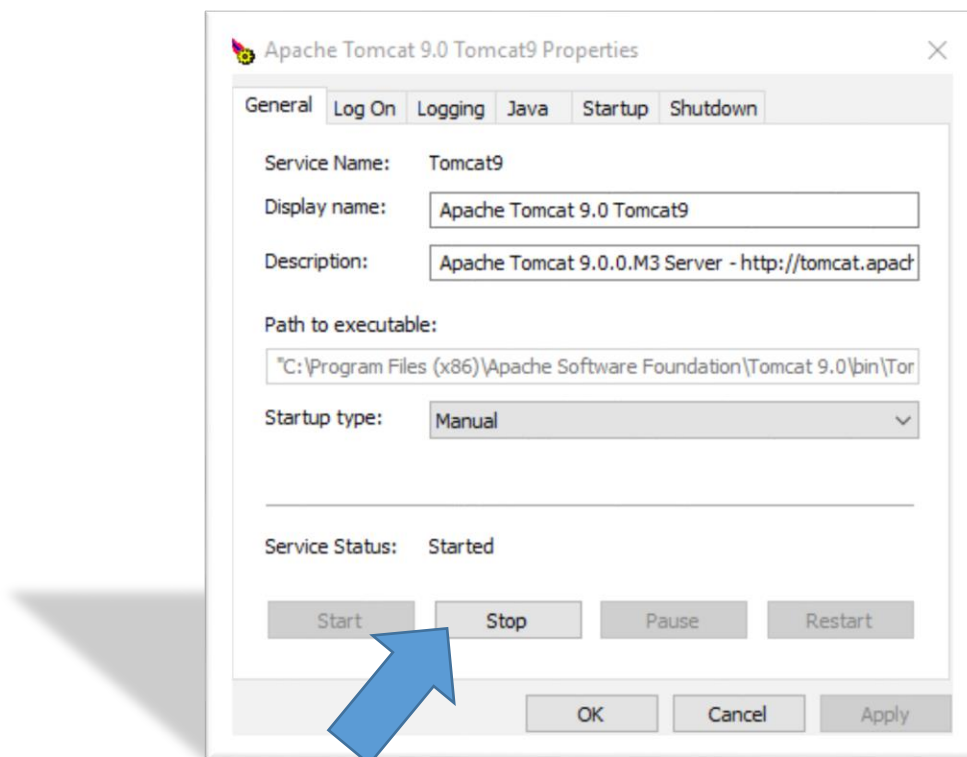 Apache Tomcat 9.0 Tomcat9 Properties
General Log On Logging Java Startup Shutdown
Service Name: Tomcat9
Display name: Apache Tomcat 9.0 Tomcat9
Description: Apache Tomcat 9.0.0.M3 Server - http://tomcat.apach
Path to executable:
"C:\Program Files (x86)\Apache Software Foundation\Tomcat 9.0\bin\Tor
Startup type: Manual
Service Status: Started
Start Stop Pause Restart
OK Cancel Apply